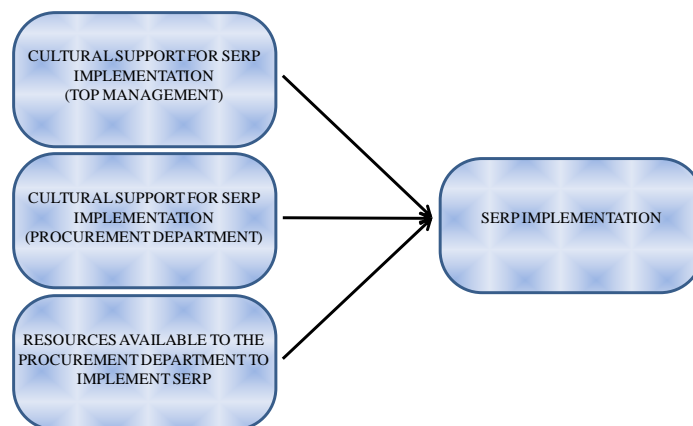 CULTURAL SUPPORT FOR SERP
IMPLEMENTATION
(TOP MANAGEMENT)
CULTURAL SUPPORT FOR SERP
IMPLEMENTATION
(PROCUREMENT DEPARTMENT)
SERP IMPLEMENTATION
RESOURCES AVAILABLE TO THE
PROCUREMENT DEPARTMENT TO
IMPLEMENT SERP